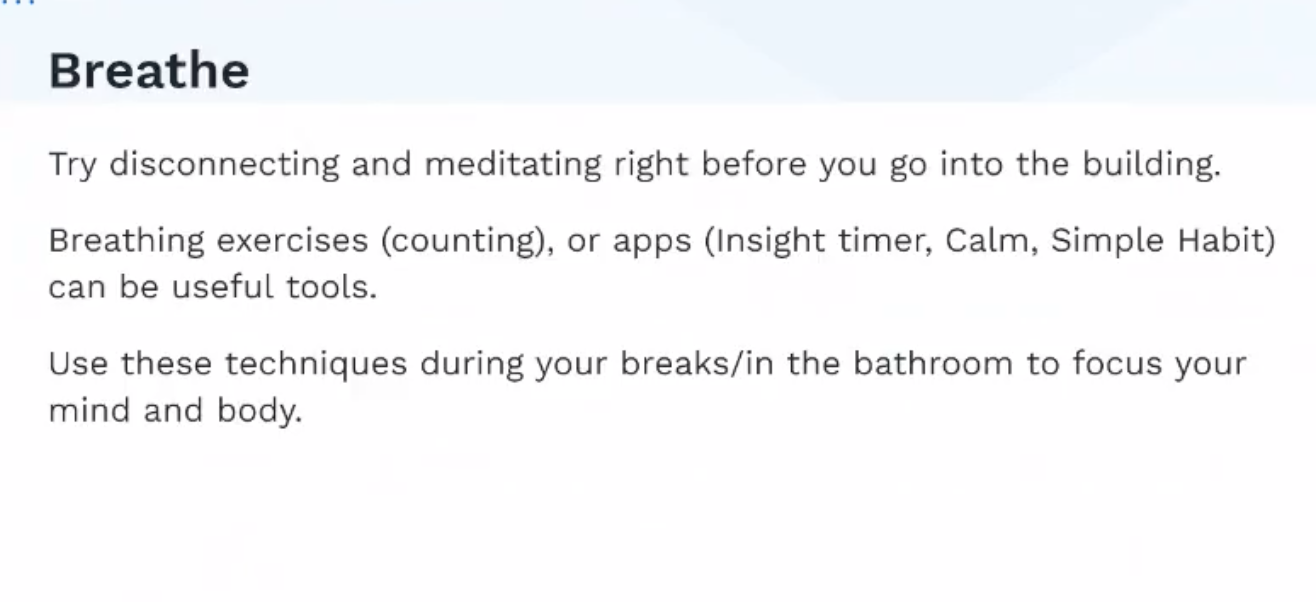 Breathe
Try disconnecting and meditating right before you go into the building.
Breathing exercises (counting), or apps (Insight timer, Calm, Simple Habit)
can be useful tools.
Use these techniques during your breaks/in the bathroom to focus your
mind and body.